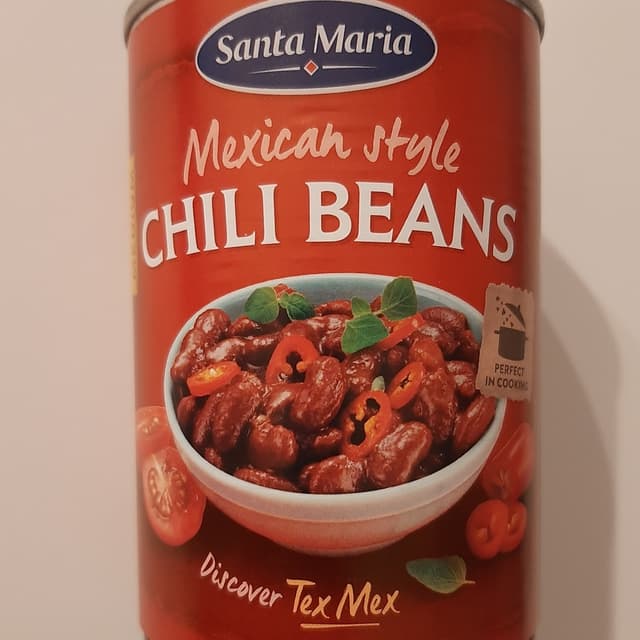 Santa Maria
Mexican style
CHILI BEANS
PERFECT
IN COOKING
Discover Tex Mex